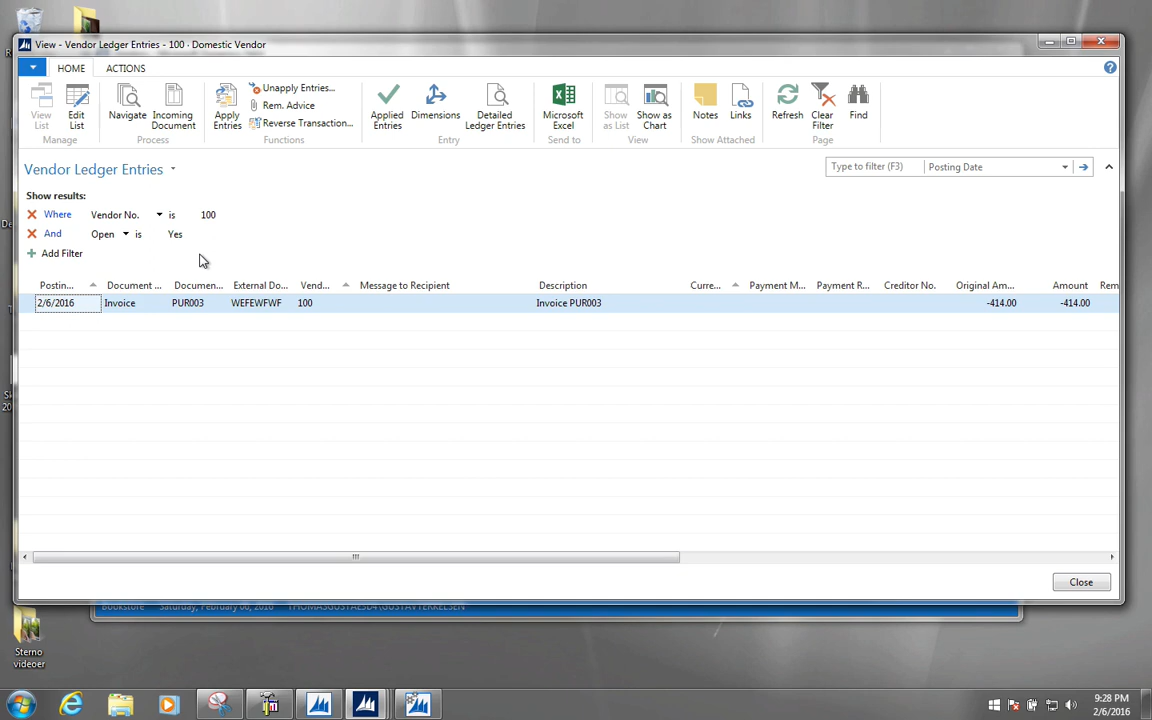 View - Vendor Ledger Entries - 100 · Domestic Vendor
HOME ACTIONS
View List
Edit List
Navigate
Incoming Document
Apply Entries
Unapply Entries...
Rem. Advice
Reverse Transaction...
Applied Entries
Dimensions
Detailed Ledger Entries
Microsoft Excel
Show as List
Show as Chart
Notes
Links
Refresh
Clear Filter
Find
Manage Process Functions Entry Send to View Show Attached Page
Vendor Ledger Entries
Type to filter (F3) Posting Date
Show results:
Where Vendor No. is 100
And Open is Yes
Add Filter
Postin... Document ... Documen... External Do... Vend... Message to Recipient Description Curre... Payment M... Payment R... Creditor No. Original Am... Amount Rem
2/6/2016 Invoice PUR003 WEFEWFWF 100 Invoice PUR003 -414.00 -414.00
Close
Bookstore Saturday, February 06, 2016
Sterno videoer
9:28 PM
2/6/2016